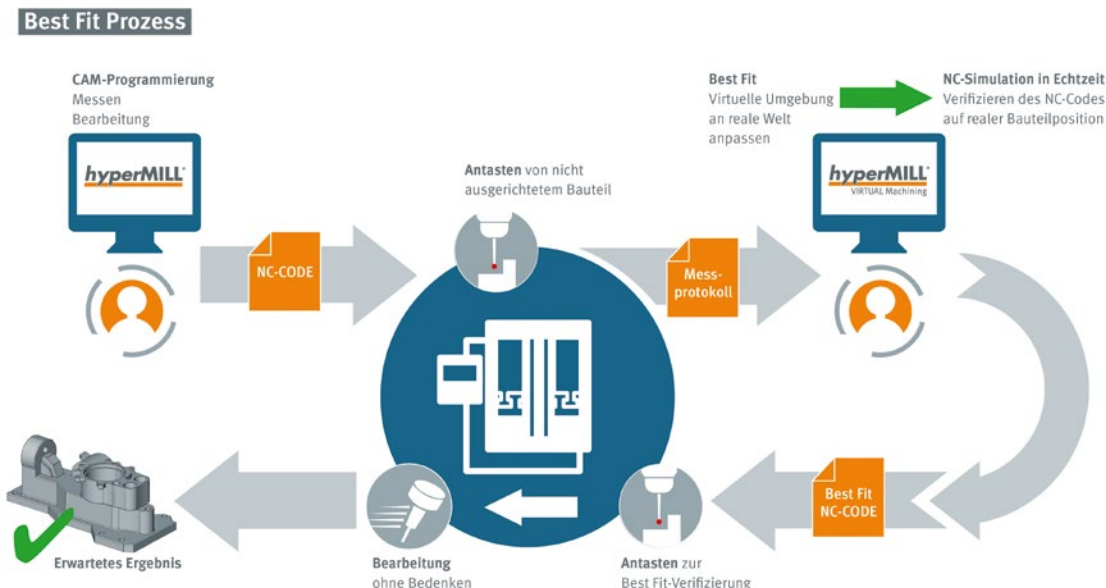 Best Fit Prozess
CAM-Programmierung
Messen
Bearbeitung
hyperMILL®
NC-CODE
Antasten von nicht
ausgerichtetem Bauteil
Mess-
protokoll
Best Fit
Virtuelle Umgebung
an reale Welt
anpassen
NC-Simulation in Echtzeit
Verifizieren des NC-Codes
auf realer Bauteilposition
hyperMILL®
VIRTUAL Machining
Best Fit
NC-CODE
Antasten zur
Best Fit-Verifizierung
Bearbeitung
ohne Bedenken
Erwartetes Ergebnis